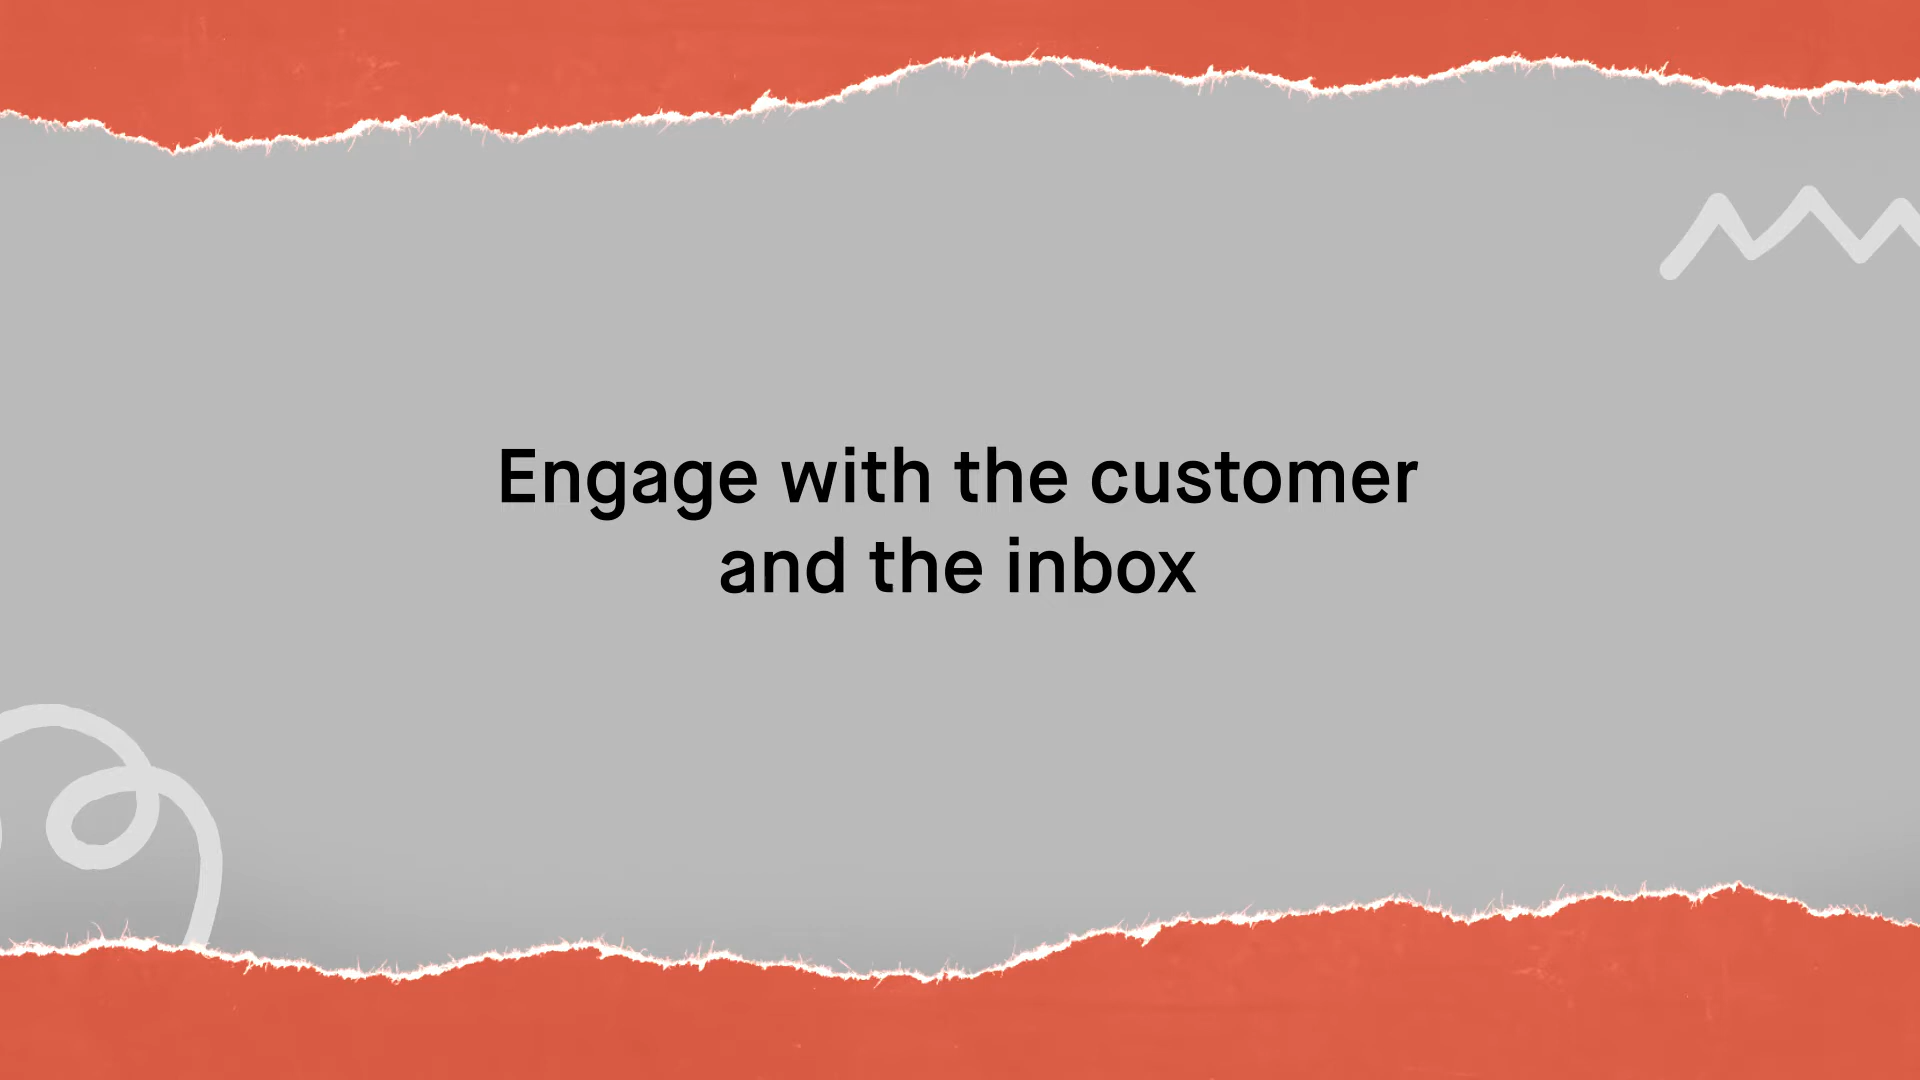 Engage with the customer
and the inbox